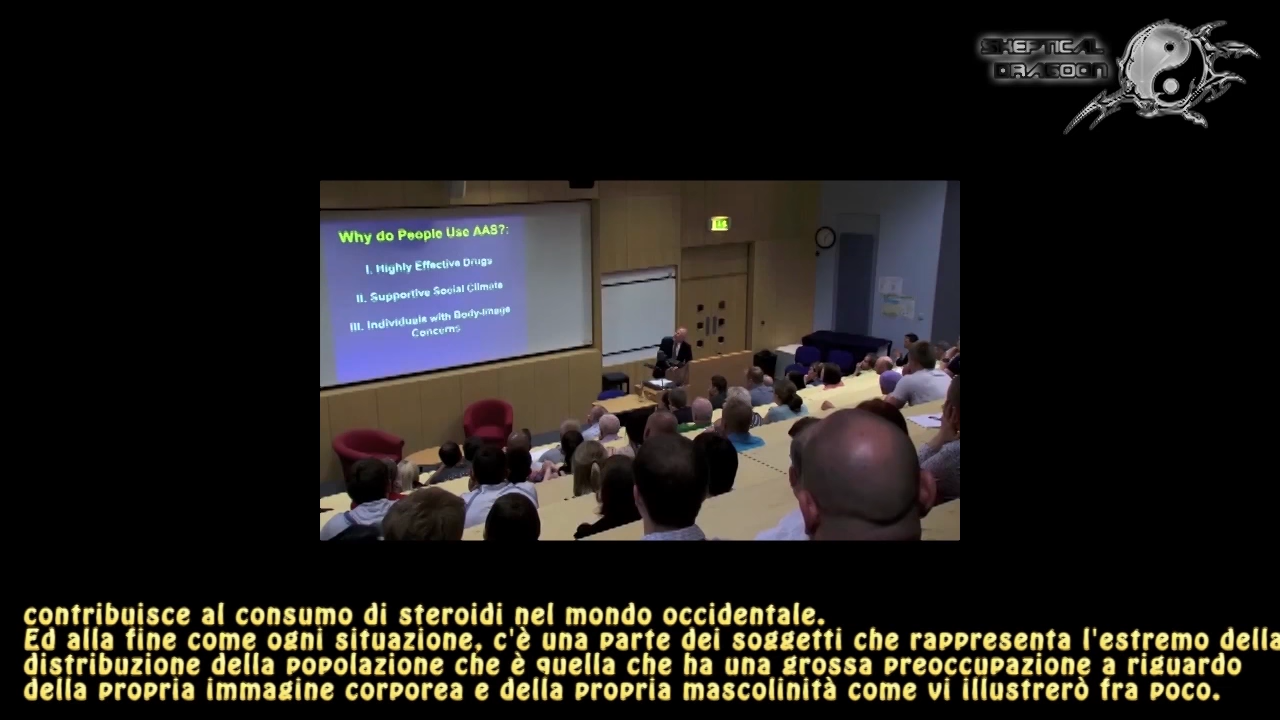 SKEPTICAL
DRAGOON
Why do People Use AAS?:
I. Highly Effective Drugs
II. Supportive Social Climate
III. Individuals with Body-Image
Concerns
contribuisce al consumo di steroidi nel mondo occidentale.
Ed alla fine come ogni situazione, c'è una parte dei soggetti che rappresenta l'estremo della
distribuzione della popolazione che è quella che ha una grossa preoccupazione a riguardo
della propria immagine corporea e della propria mascolinità come vi illustrerò fra poco.